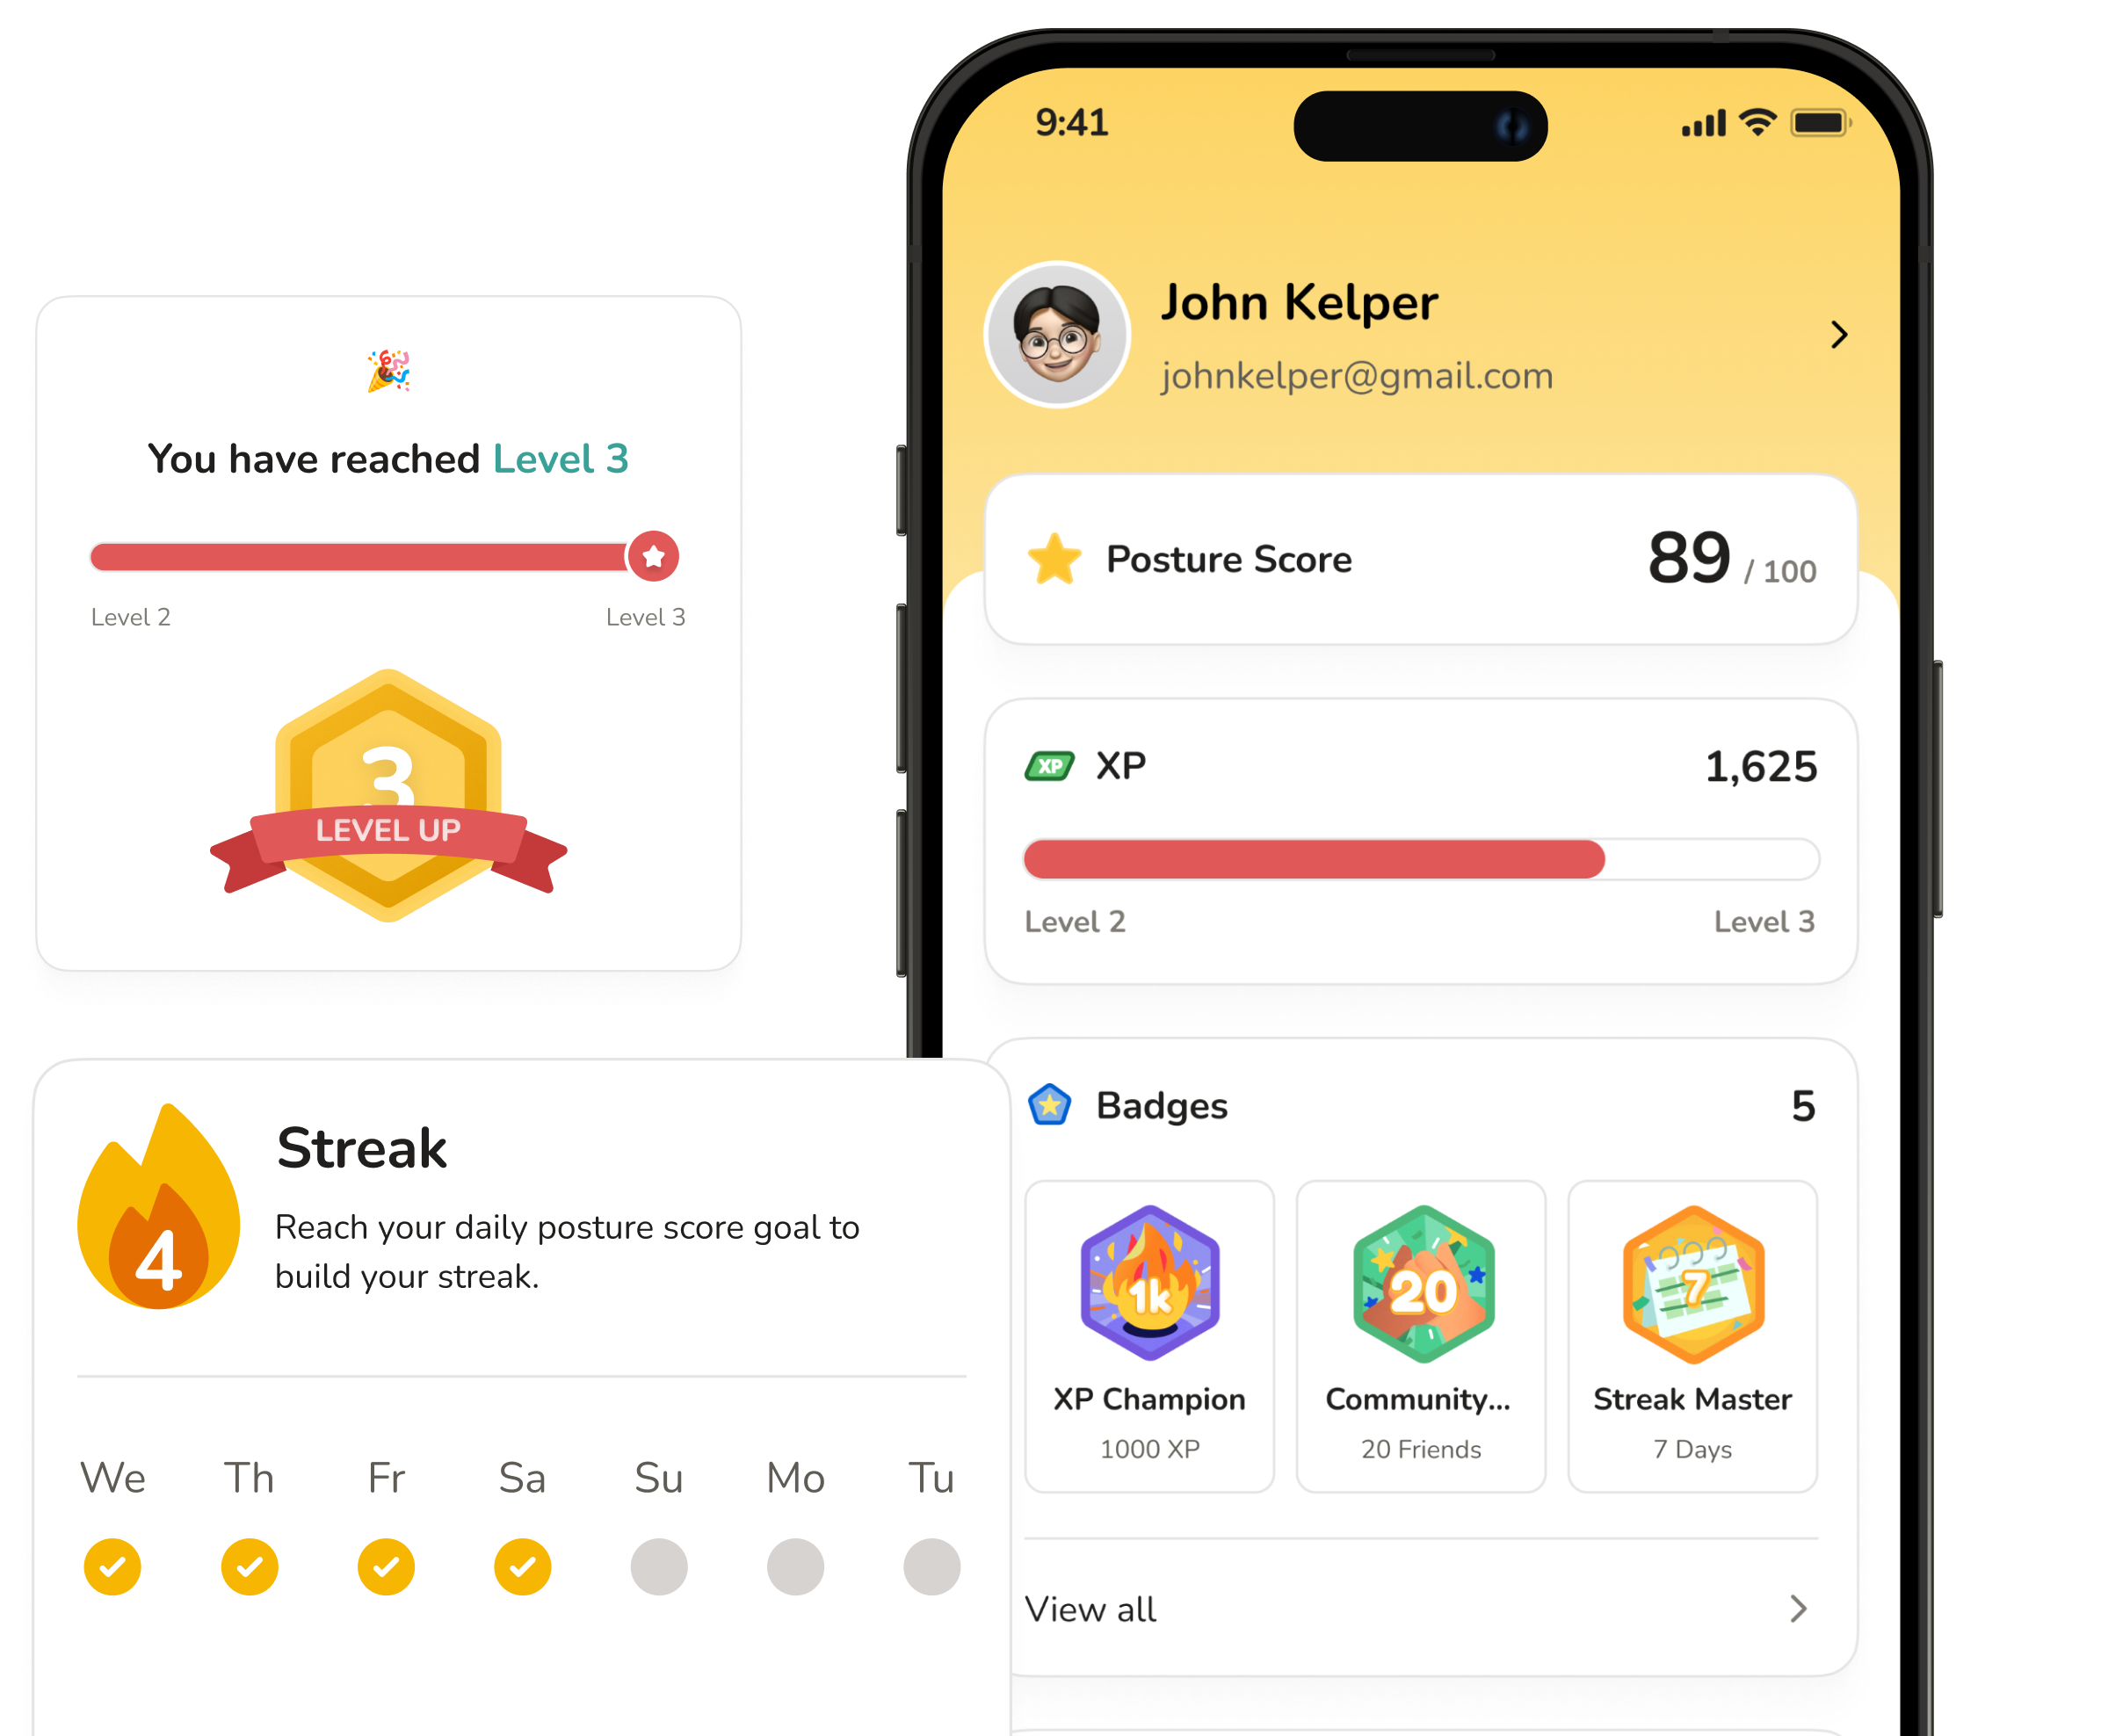 You have reached Level 3
Level 2 Level 3
3
LEVEL UP
4
Streak
Reach your daily posture score goal to
build your streak.
We Th Fr Sa Su Mo Tu
9:41
John Kelper
johnkelper@gmail.com
Posture Score 89 / 100
XP XP 1,625
Level 2 Level 3
Badges 5
1k 20 7
XP Champion Community... Streak Master
1000 XP 20 Friends 7 Days
View all